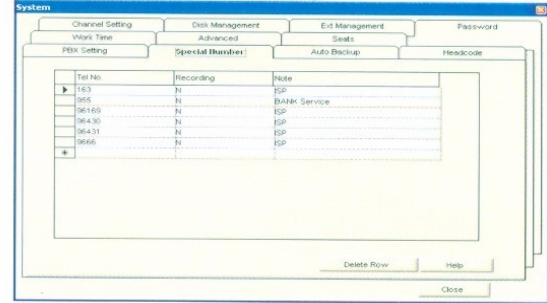 System
Channel Setting Disk Management Ext Management Password
Work Time Advanced Seats
PBX Setting Special Number Auto Backup Headcode
Tel No. Recording Note
163 N ISP
955 N BANK Service
96169 N ISP
96430 N ISP
96431 N ISP
9666 N ISP
Delete Row Help
Close